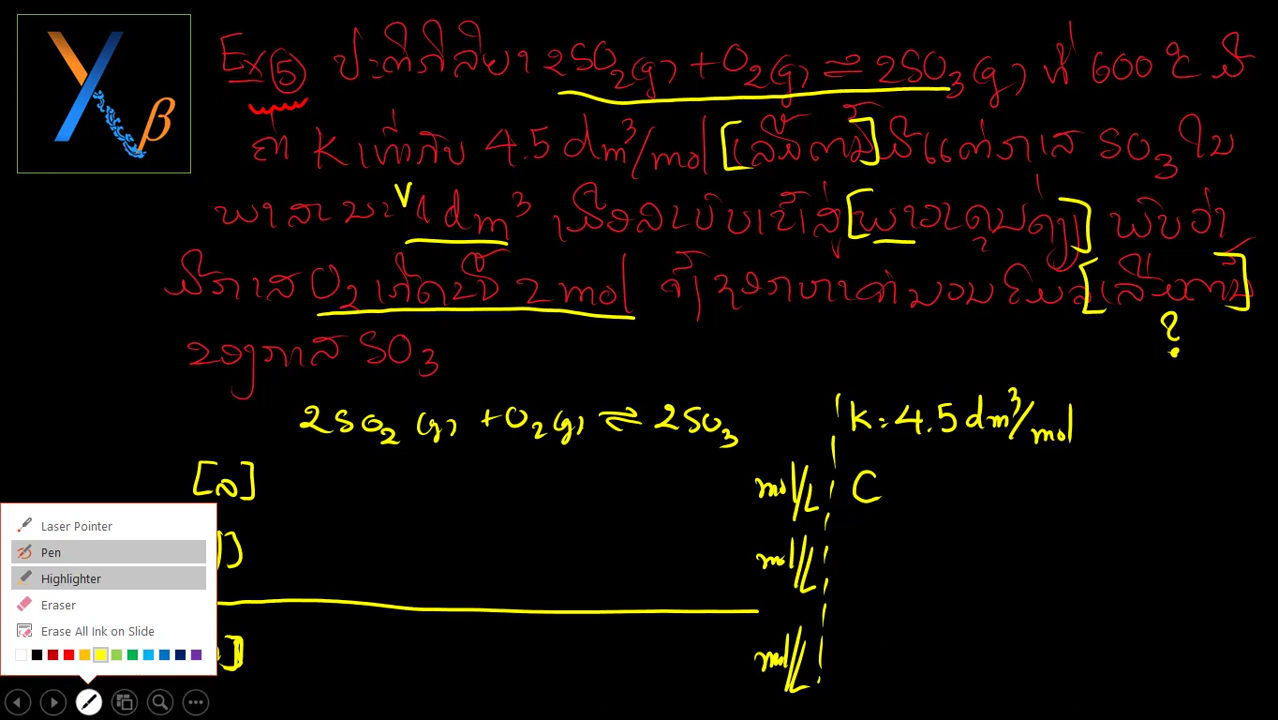 Xβ
Ex 5 ປະຕິກິລິຍາ 2SO₂(g) + O₂(g) ⇌ 2SO₃(g) ທີ່ 600 ℃ ມີ
ຄ່າ K ເທົ່າກັບ 4.5 dm³/mol [ເລີ່ມຕົ້ນ] ມີແຕ່ກາສ SO₃ ໃນ
ພາສະນະ 1 dm³ ເມື່ອລະບົບເຂົ້າສູ່ [ພາວະດຸນດ່ຽງ] ພົບວ່າ
ມີກາສ O₂ ເກີດຂຶ້ນ 2 mol ຈົ່ງຊອກຫາຈຳນວນໂມລ [ເລີ່ມຕົ້ນ]
?
ຂອງກາສ SO₃
2SO₂ (g) + O₂(g) ⇌ 2SO₃
K = 4.5 dm³/mol
[ລ] mol/L C
mol/L
mol/L
Laser Pointer
Pen
Highlighter
Eraser
Erase All Ink on Slide